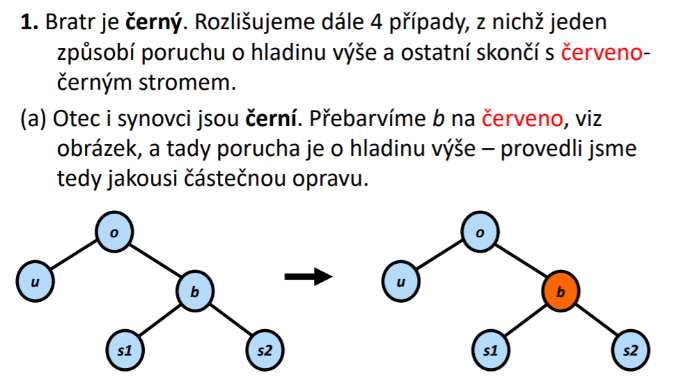 1. Bratr je černý. Rozlišujeme dále 4 případy, z nichž jeden
způsobí poruchu o hladinu výše a ostatní skončí s červeno-
černým stromem.
(a) Otec i synovci jsou černí. Přebarvíme b na červeno, viz
obrázek, a tady porucha je o hladinu výše – provedli jsme
tedy jakousi částečnou opravu.
o o
u b u b
s1 s2 s1 s2